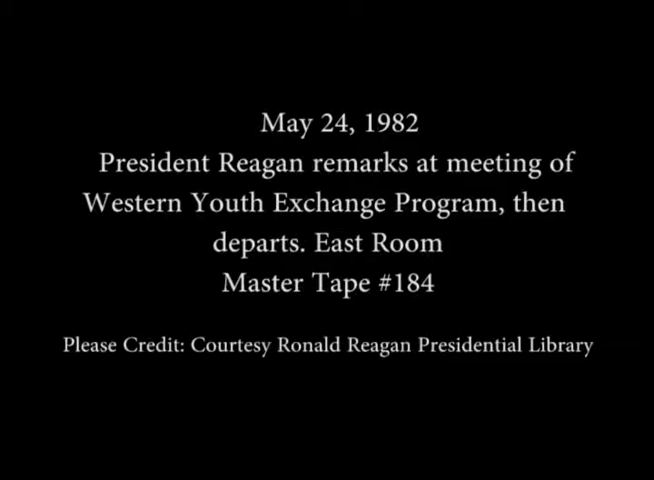 May 24, 1982
President Reagan remarks at meeting of
Western Youth Exchange Program, then
departs. East Room
Master Tape #184
Please Credit: Courtesy Ronald Reagan Presidential Library